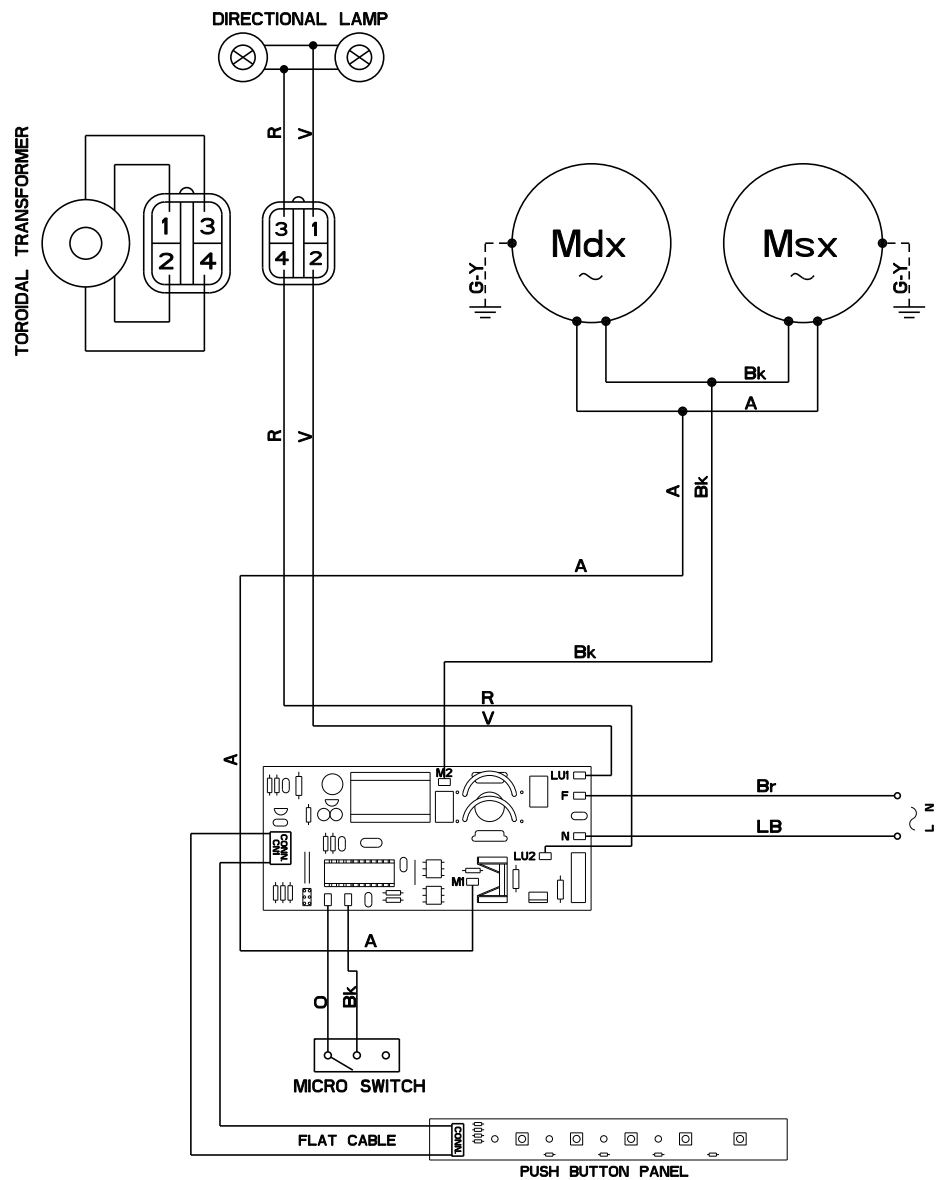 DIRECTIONAL LAMP
TOROIDAL TRANSFORMER
R
V
1
3
2
4
3
1
4
2
Mdx
~
Msx
~
G-Y
G-Y
Bk
A
R
V
A
Bk
A
Bk
R
V
A
M2
LU1
F
Br
N
L
N
LB
CONN.
CN1
LU2
M1
A
O
Bk
MICRO SWITCH
FLAT CABLE
CONN.
PUSH BUTTON PANEL